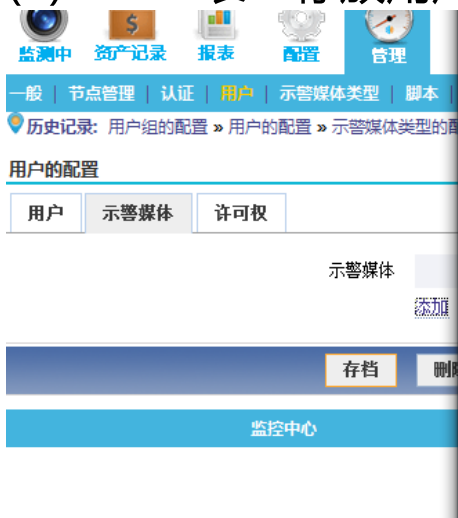 监测中 资产记录 报表 配置 管理
一般 | 节点管理 | 认证 | 用户 | 示警媒体类型 | 脚本 |
历史记录: 用户组的配置 » 用户的配置 » 示警媒体类型的
用户的配置
用户 示警媒体 许可权
示警媒体
添加
存档 删
监控中心